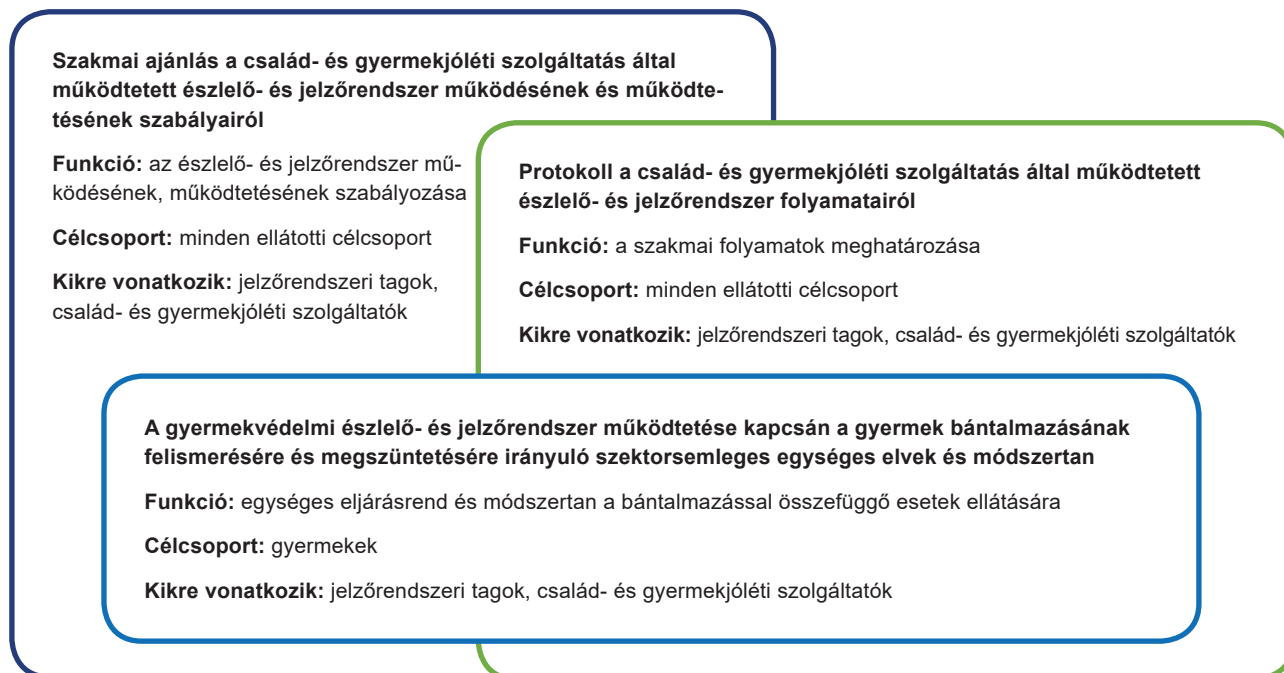 Szakmai ajánlás a család- és gyermekjóléti szolgáltatás által
működtetett észlelő- és jelzőrendszer működésének és működte-
tésének szabályairól
Funkció: az észlelő- és jelzőrendszer mű-
ködésének, működtetésének szabályozása
Célcsoport: minden ellátotti célcsoport
Kikre vonatkozik: jelzőrendszeri tagok,
család- és gyermekjóléti szolgáltatók
Protokoll a család- és gyermekjóléti szolgáltatás által működtetett
észlelő- és jelzőrendszer folyamatairól
Funkció: a szakmai folyamatok meghatározása
Célcsoport: minden ellátotti célcsoport
Kikre vonatkozik: jelzőrendszeri tagok, család- és gyermekjóléti szolgáltatók
A gyermekvédelmi észlelő- és jelzőrendszer működtetése kapcsán a gyermek bántalmazásának
felismerésére és megszüntetésére irányuló szektorsemleges egységes elvek és módszertan
Funkció: egységes eljárásrend és módszertan a bántalmazással összefüggő esetek ellátására
Célcsoport: gyermekek
Kikre vonatkozik: jelzőrendszeri tagok, család- és gyermekjóléti szolgáltatók